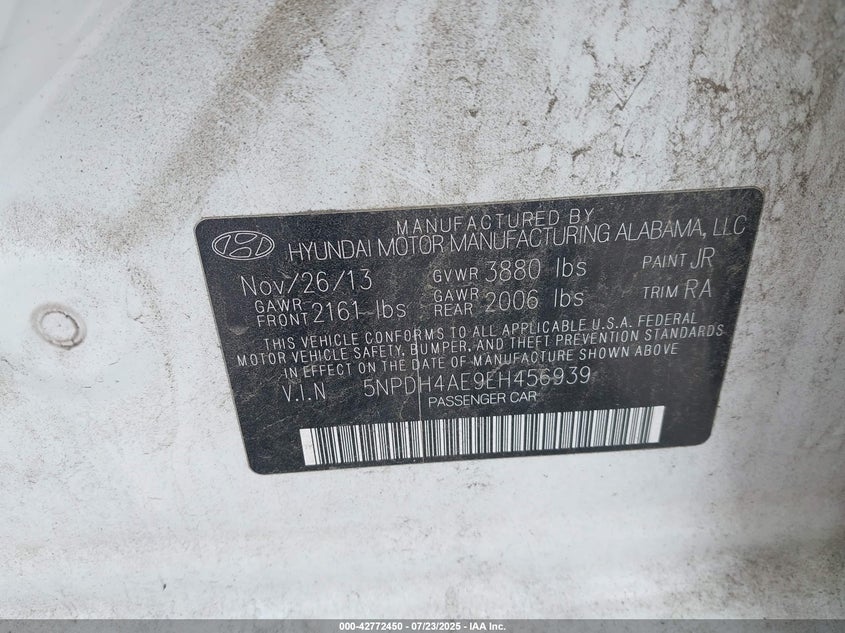 MANUFACTURED BY
HYUNDAI MOTOR MANUFACTURING ALABAMA, LLC
Nov/26/13 GVWR 3880 lbs PAINT JR
GAWR FRONT 2161 lbs GAWR REAR 2006 lbs TRIM RA
THIS VEHICLE CONFORMS TO ALL APPLICABLE U.S.A. FEDERAL
MOTOR VEHICLE SAFETY, BUMPER, AND THEFT PREVENTION STANDARDS
IN EFFECT ON THE DATE OF MANUFACTURE SHOWN ABOVE
V.I.N 5NPDH4AE9EH456939
PASSENGER CAR
000-42772450 - 07/23/2025 - IAA Inc.